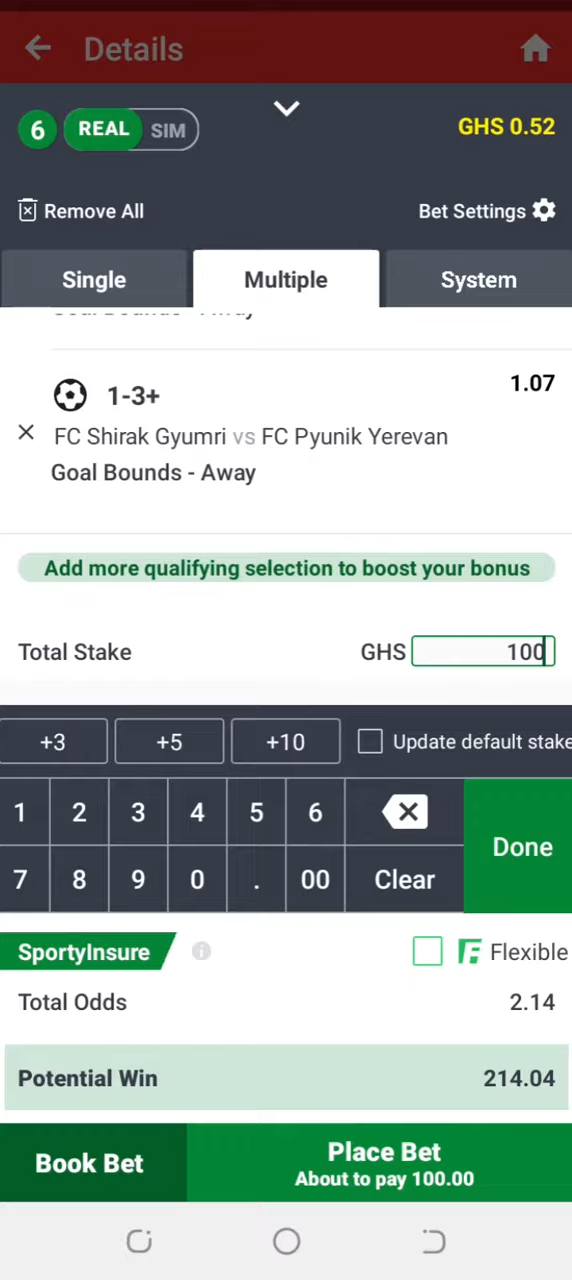 Details
6 REAL SIM GHS 0.52
Remove All Bet Settings
Single Multiple System
1-3+ 1.07
FC Shirak Gyumri vs FC Pyunik Yerevan
Goal Bounds - Away
Add more qualifying selection to boost your bonus
Total Stake GHS 100
+3 +5 +10 Update default stake
1 2 3 4 5 6
Done
7 8 9 0 . 00 Clear
SportyInsure Flexible
Total Odds 2.14
Potential Win 214.04
Book Bet
Place Bet
About to pay 100.00